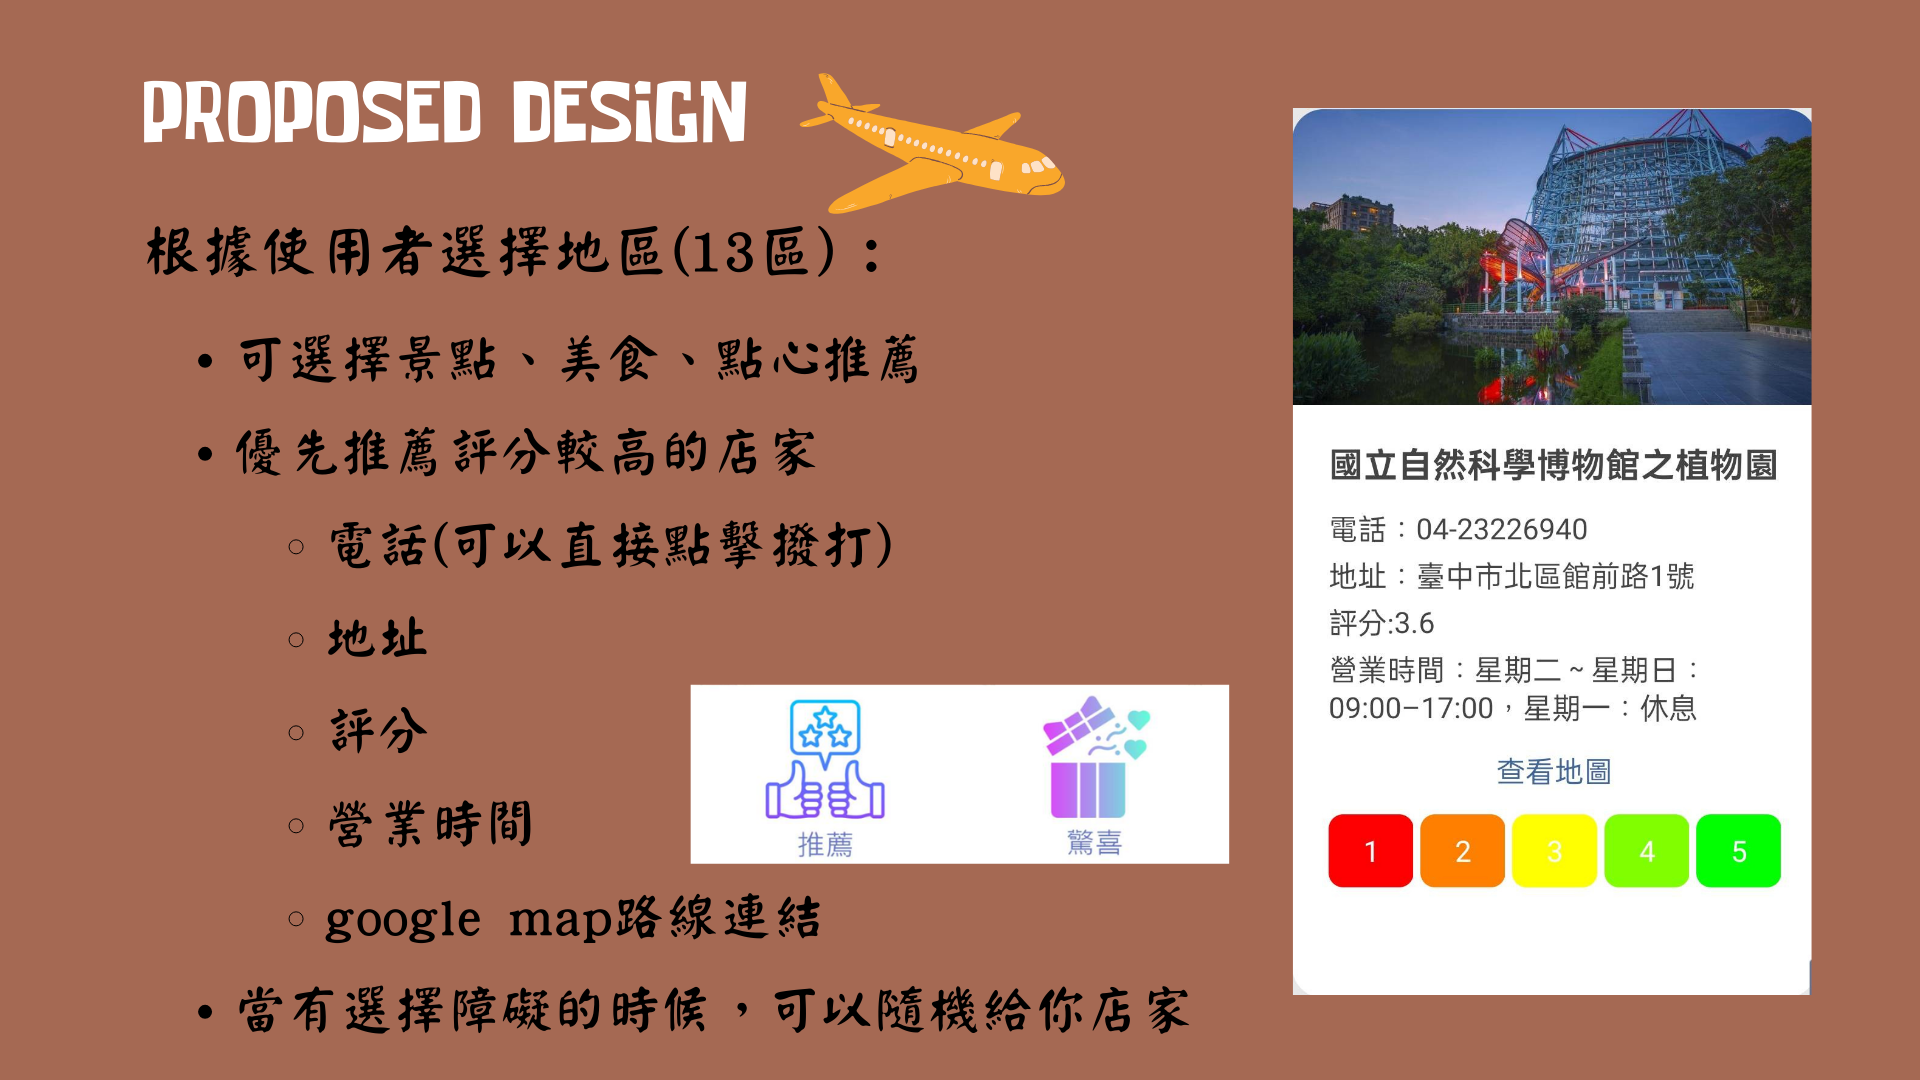 PROPOSED DESiGN
根據使用者選擇地區(13區)：
• 可選擇景點、美食、點心推薦
• 優先推薦評分較高的店家
○ 電話(可以直接點擊撥打)
○ 地址
○ 評分
○ 營業時間
○ google map路線連結
• 當有選擇障礙的時候，可以隨機給你店家
推薦
驚喜
國立自然科學博物館之植物園
電話：04-23226940
地址：臺中市北區館前路1號
評分:3.6
營業時間：星期二 ~ 星期日：
09:00–17:00，星期一：休息
查看地圖
1 2 3 4 5